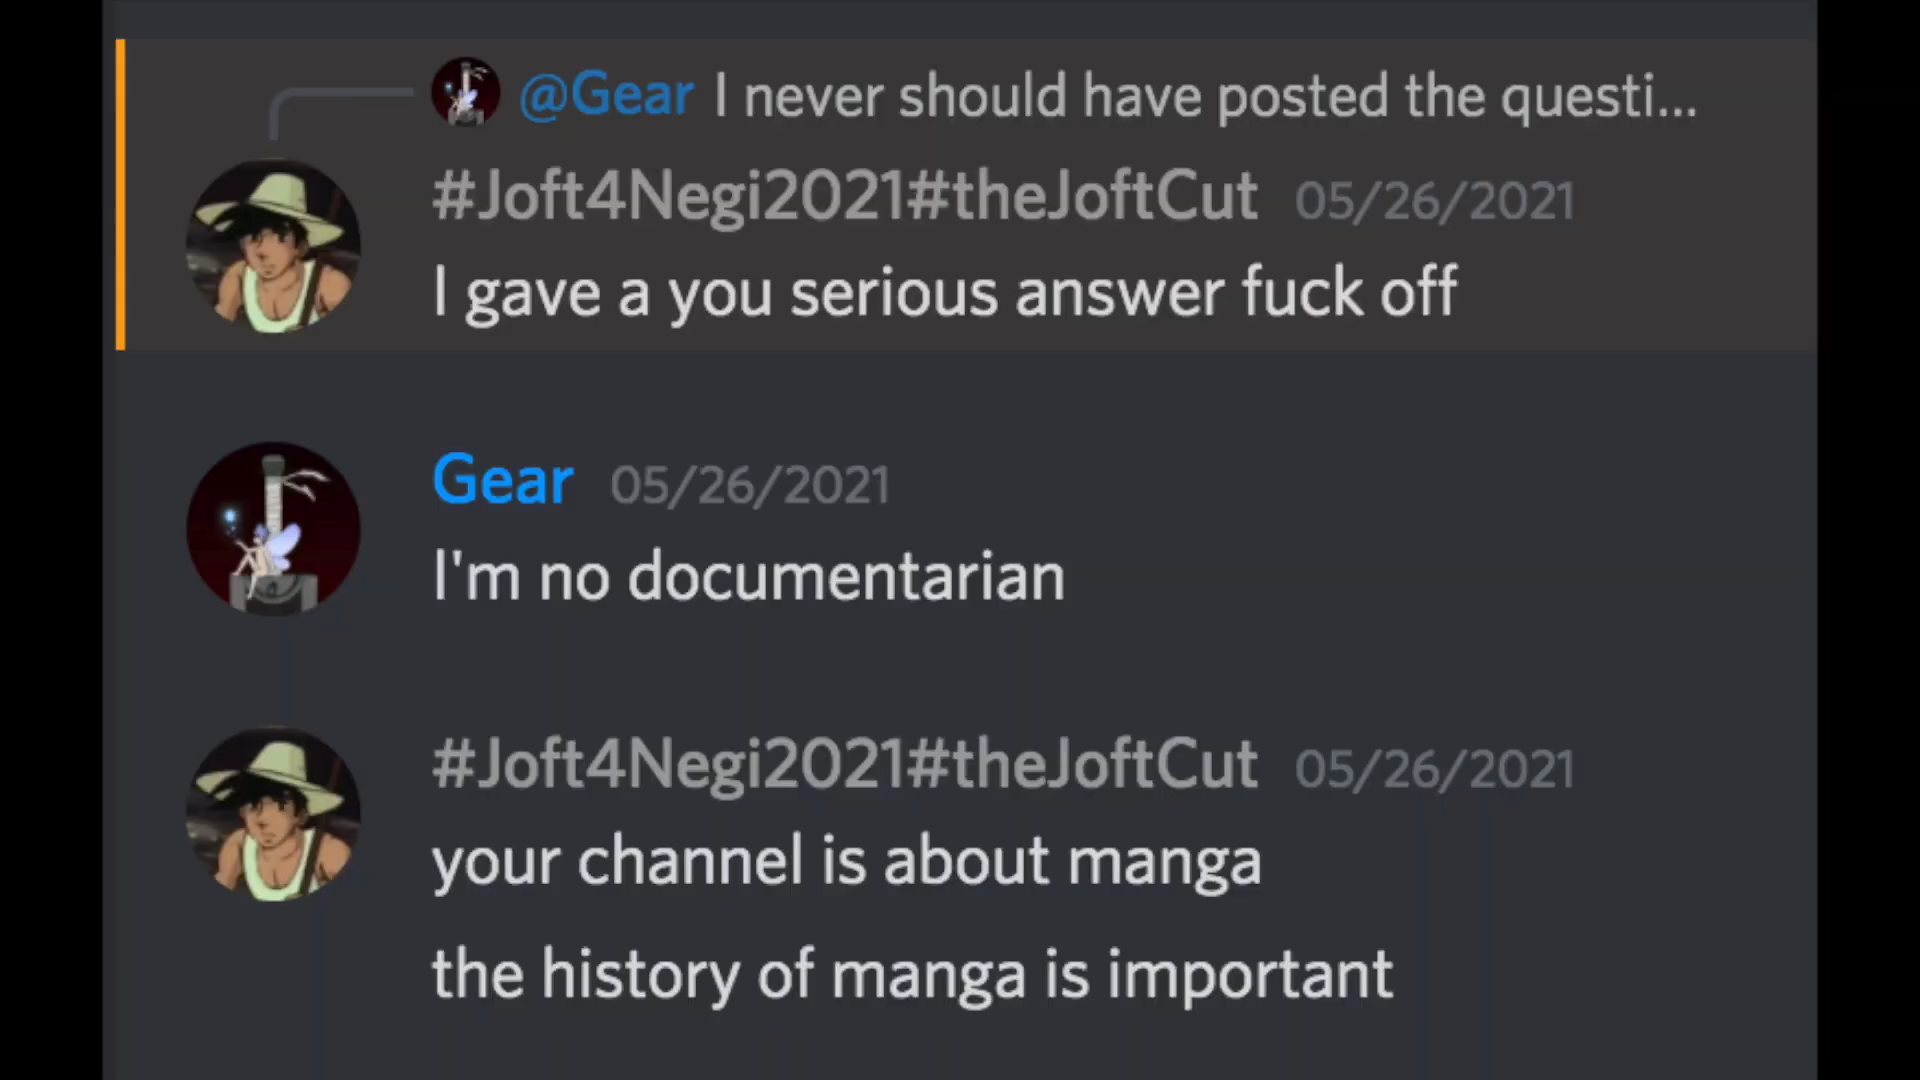 @Gear I never should have posted the questi...
#Joft4Negi2021#theJoftCut 05/26/2021
I gave a you serious answer fuck off
Gear 05/26/2021
I'm no documentarian
#Joft4Negi2021#theJoftCut 05/26/2021
your channel is about manga
the history of manga is important